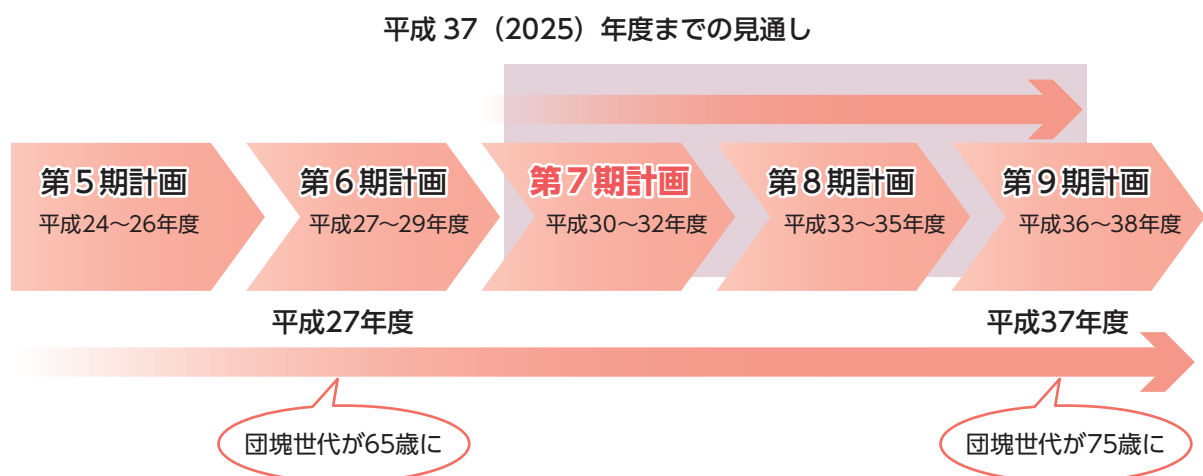 平成 37（2025）年度までの見通し
第５期計画
平成24～26年度
第６期計画
平成27～29年度
第７期計画
平成30～32年度
第８期計画
平成33～35年度
第９期計画
平成36～38年度
平成27年度
平成37年度
団塊世代が65歳に
団塊世代が75歳に